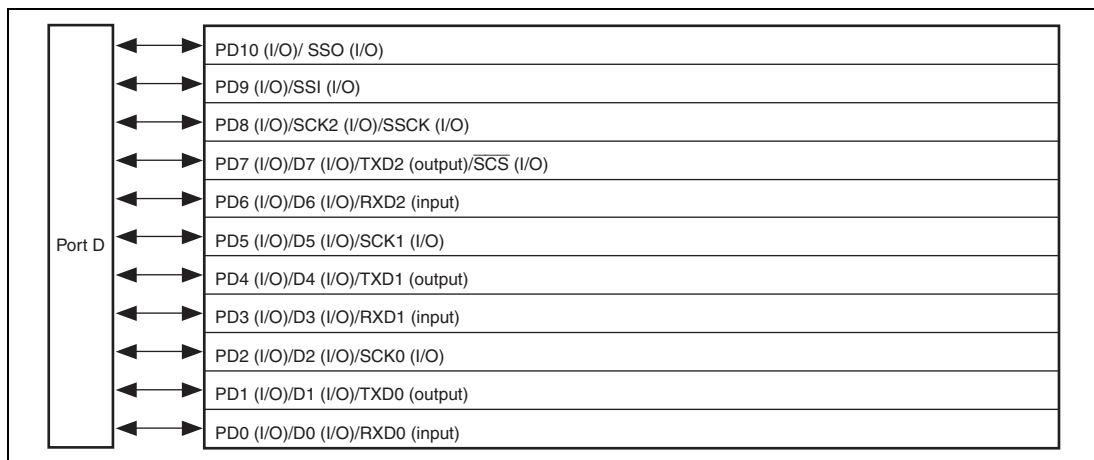 PD10 (I/O)/ SSO (I/O)
PD9 (I/O)/SSI (I/O)
PD8 (I/O)/SCK2 (I/O)/SSCK (I/O)
PD7 (I/O)/D7 (I/O)/TXD2 (output)/S̅C̅S̅ (I/O)
PD6 (I/O)/D6 (I/O)/RXD2 (input)
Port D
PD5 (I/O)/D5 (I/O)/SCK1 (I/O)
PD4 (I/O)/D4 (I/O)/TXD1 (output)
PD3 (I/O)/D3 (I/O)/RXD1 (input)
PD2 (I/O)/D2 (I/O)/SCK0 (I/O)
PD1 (I/O)/D1 (I/O)/TXD0 (output)
PD0 (I/O)/D0 (I/O)/RXD0 (input)